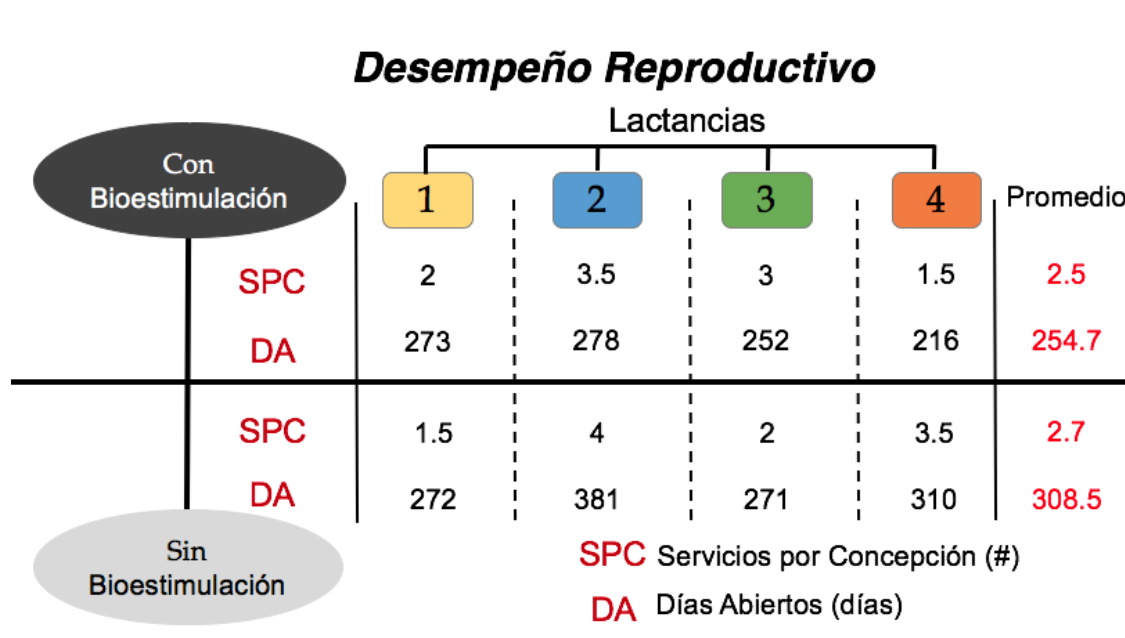 Desempeño Reproductivo
Lactancias
Con
Bioestimulación
1 2 3 4 Promedio
SPC 2 3.5 3 1.5 2.5
DA 273 278 252 216 254.7
SPC 1.5 4 2 3.5 2.7
DA 272 381 271 310 308.5
Sin
Bioestimulación
SPC Servicios por Concepción (#)
DA Días Abiertos (días)